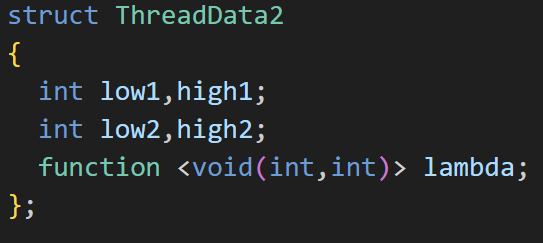 struct ThreadData2
{
  int low1,high1;
  int low2,high2;
  function <void(int,int)> lambda;
};